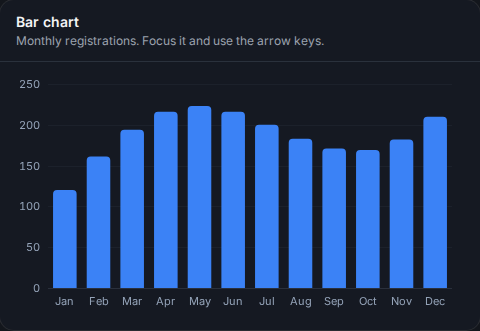 Bar chart
Monthly registrations. Focus it and use the arrow keys.
250
200
150
100
50
0
Jan Feb Mar Apr May Jun Jul Aug Sep Oct Nov Dec